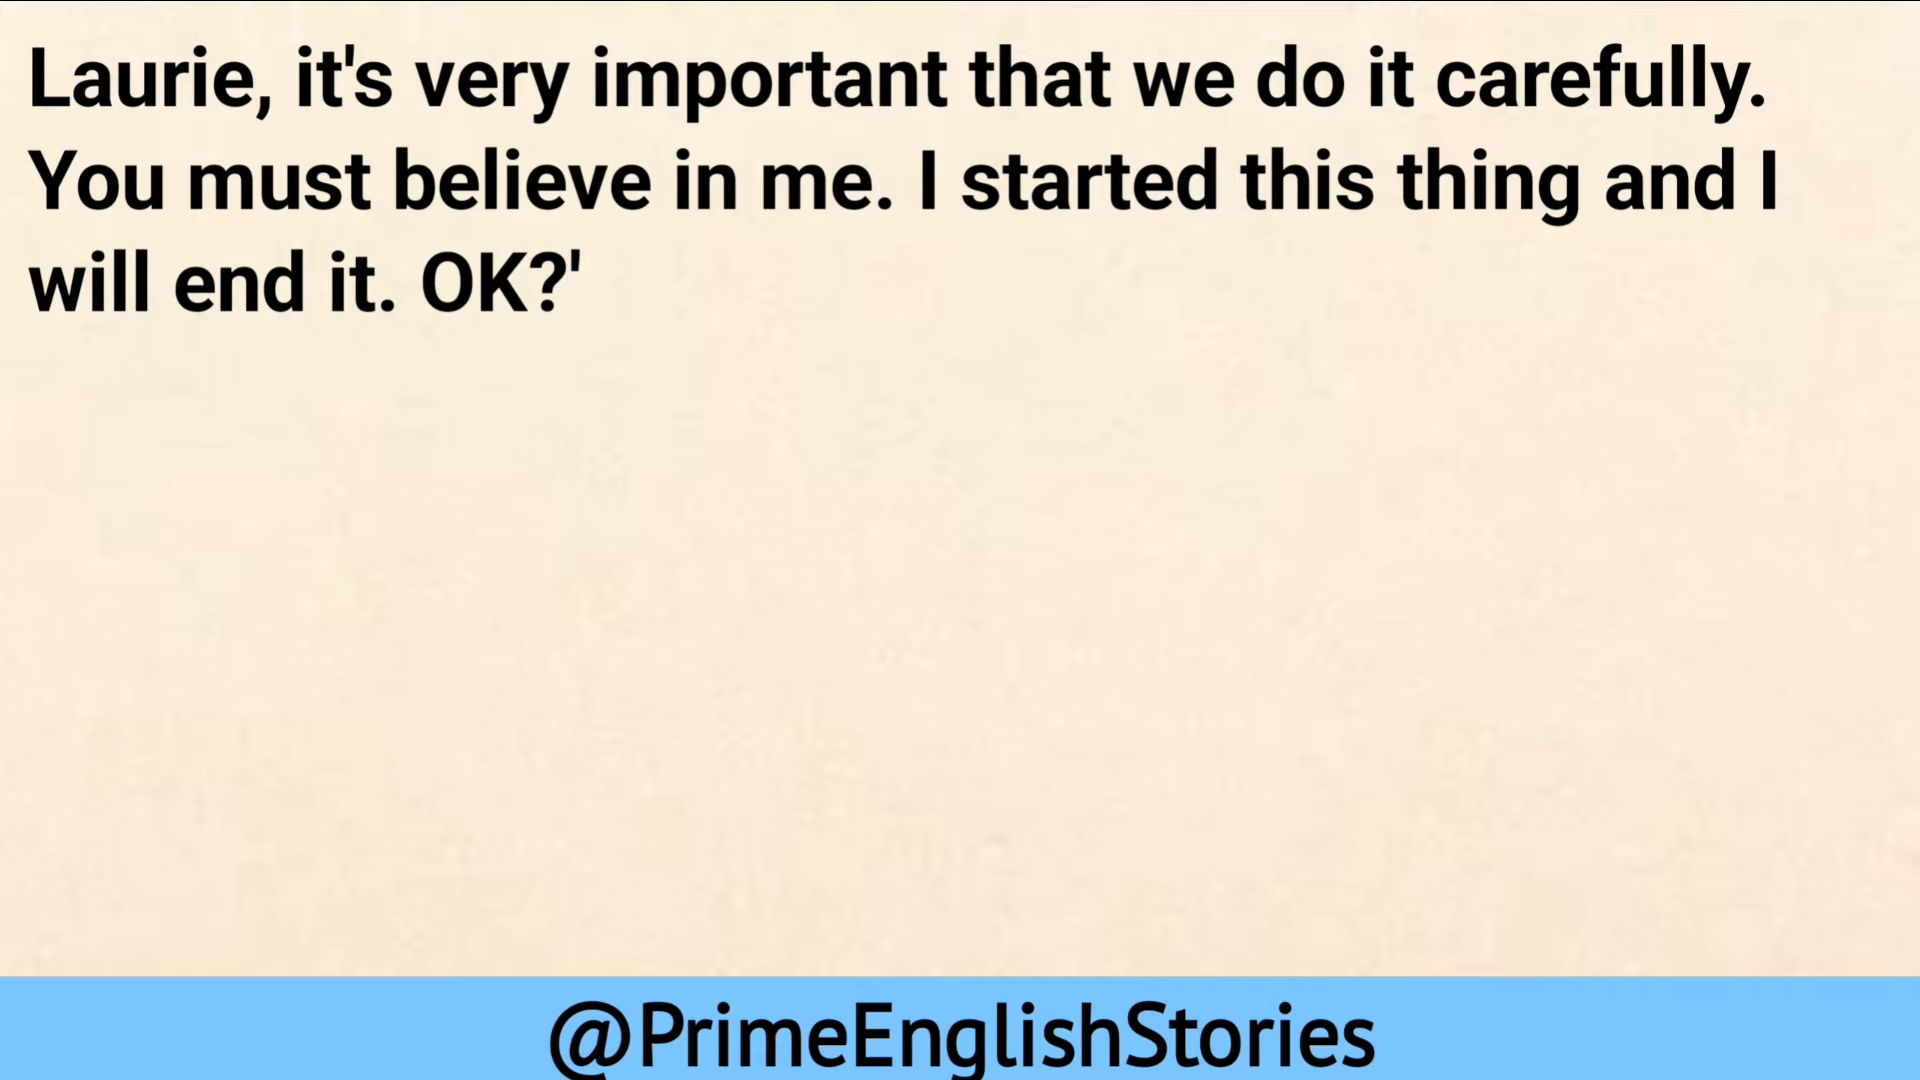 Laurie, it's very important that we do it carefully.
You must believe in me. I started this thing and I
will end it. OK?'
@PrimeEnglishStories